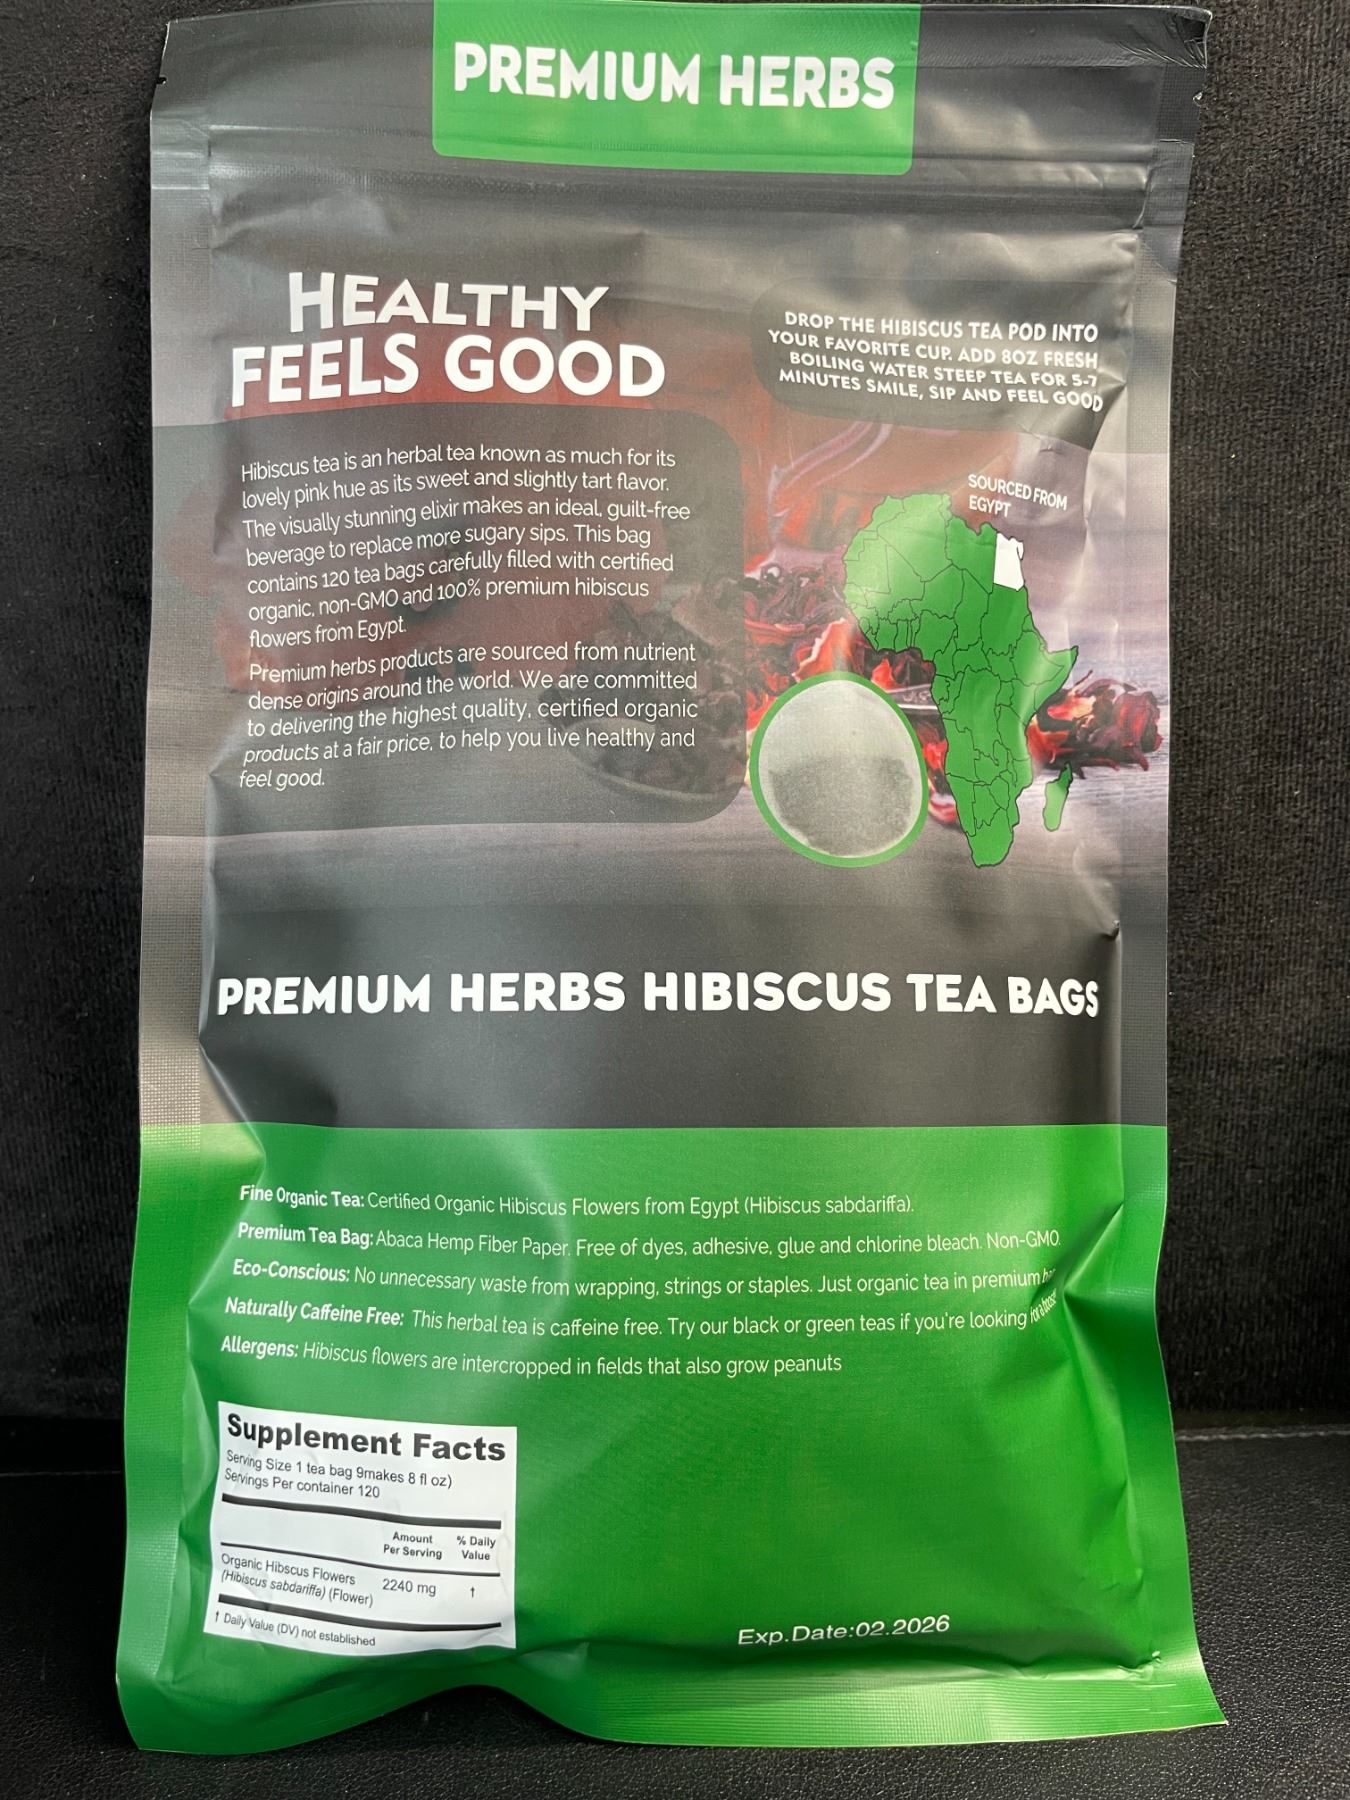 PREMIUM HERBS
HEALTHY
FEELS GOOD
DROP THE HIBISCUS TEA POD INTO
YOUR FAVORITE CUP. ADD 8OZ FRESH
BOILING WATER STEEP TEA FOR 5-7
MINUTES SMILE, SIP AND FEEL GOOD
Hibiscus tea is an herbal tea known as much for its
lovely pink hue as its sweet and slightly tart flavor.
The visually stunning elixir makes an ideal, guilt-free
beverage to replace more sugary sips. This bag
contains 120 tea bags carefully filled with certified
organic, non-GMO and 100% premium hibiscus
flowers from Egypt.
Premium herbs products are sourced from nutrient
dense origins around the world. We are committed
to delivering the highest quality, certified organic
products at a fair price, to help you live healthy and
feel good.
SOURCED FROM
EGYPT
PREMIUM HERBS HIBISCUS TEA BAGS
Fine Organic Tea: Certified Organic Hibiscus Flowers from Egypt (Hibiscus sabdariffa).
Premium Tea Bag: Abaca Hemp Fiber Paper. Free of dyes, adhesive, glue and chlorine bleach. Non-GMO.
Eco-Conscious: No unnecessary waste from wrapping, strings or staples. Just organic tea in premium
Naturally Caffeine Free: This herbal tea is caffeine free. Try our black or green teas if you're looking for a boost!
Allergens: Hibiscus flowers are intercropped in fields that also grow peanuts
Supplement Facts
Serving Size 1 tea bag 9makes 8 fl oz)
Servings Per container 120
Amount
Per Serving
% Daily
Value
Organic Hibscus Flowers
(Hibiscus sabdariffa) (Flower)
2240 mg
†
† Daily Value (DV) not established
Exp.Date:02.2026